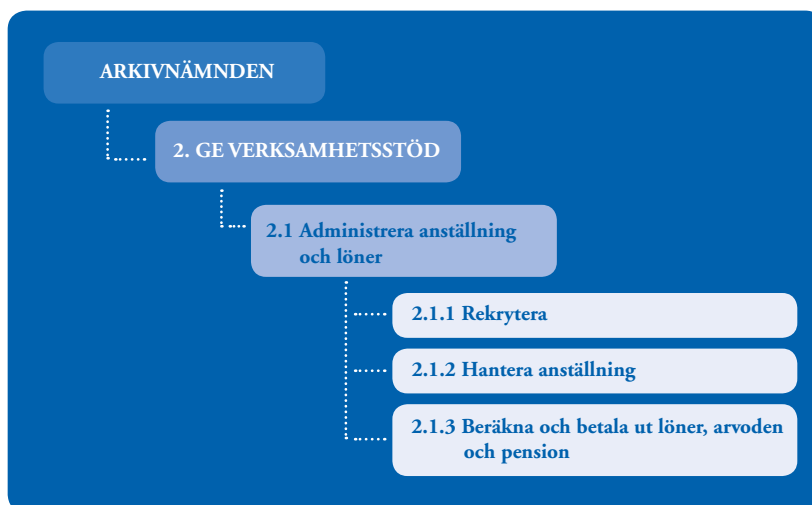 ARKIVNÄMNDEN
2. GE VERKSAMHETSSTÖD
2.1 Administrera anställning
och löner
2.1.1 Rekrytera
2.1.2 Hantera anställning
2.1.3 Beräkna och betala ut löner, arvoden
och pension